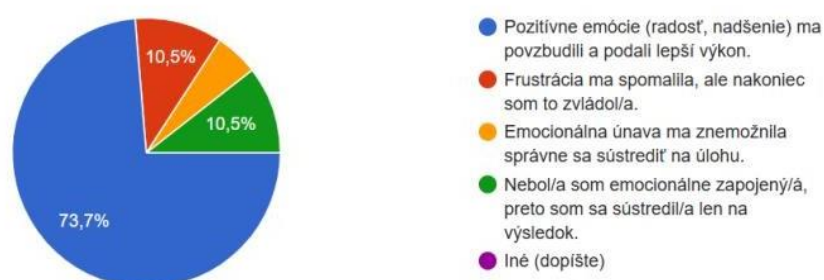 10,5%
10,5%
73,7%
Pozitívne emócie (radosť, nadšenie) ma
povzbudili a podali lepší výkon.
Frustrácia ma spomalila, ale nakoniec
som to zvládol/a.
Emocionálna únava ma znemožnila
správne sa sústrediť na úlohu.
Nebol/a som emocionálne zapojený/á,
preto som sa sústredil/a len na
výsledok.
Iné (dopíšte)